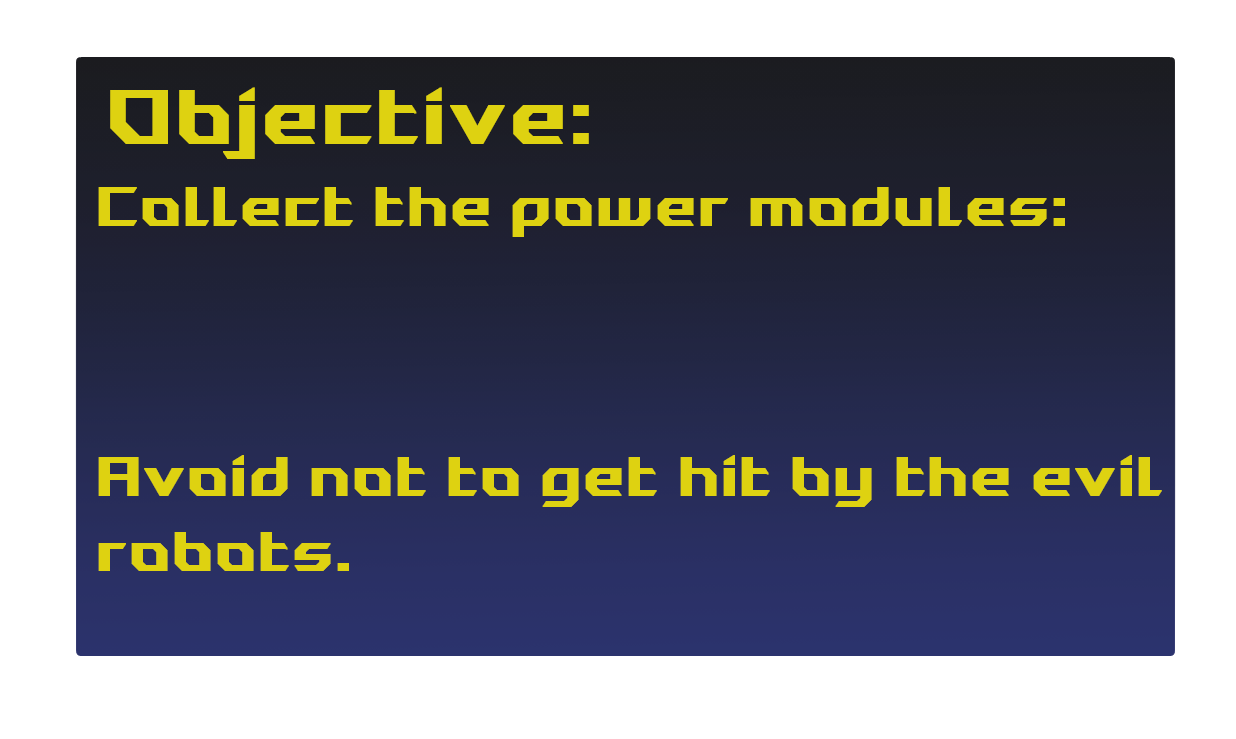 Objective:
Collect the power modules:
Avoid not to get hit by the evil
robots.